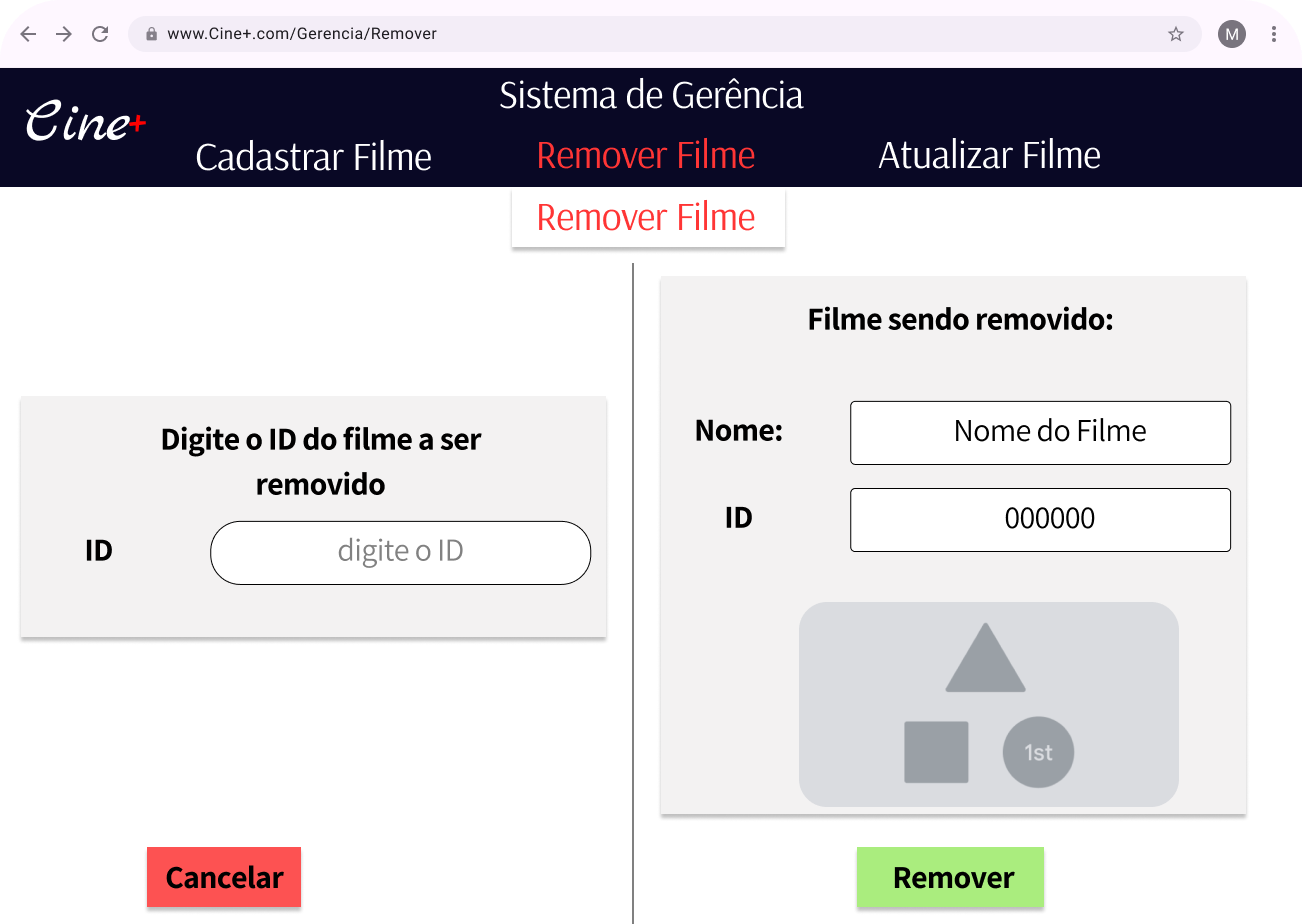 www.Cine+.com/Gerencia/Remover
M
Cine+
Sistema de Gerência
Cadastrar Filme
Remover Filme
Atualizar Filme
Remover Filme
Digite o ID do filme a ser
removido
ID
digite o ID
Filme sendo removido:
Nome:
Nome do Filme
ID
000000
1st
Cancelar
Remover